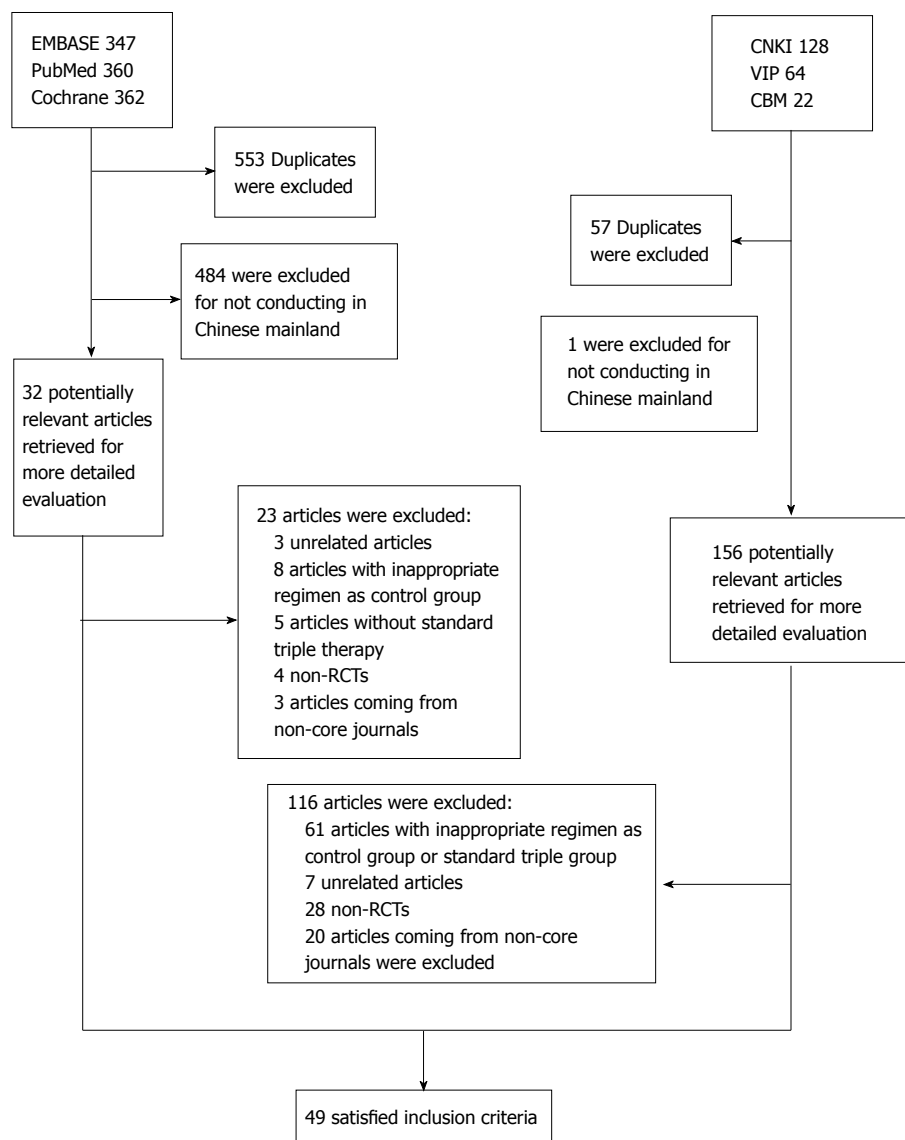 EMBASE 347
PubMed 360
Cochrane 362
CNKI 128
VIP 64
CBM 22
553 Duplicates
were excluded
57 Duplicates
were excluded
484 were excluded
for not conducting in
Chinese mainland
1 were excluded for
not conducting in
Chinese mainland
32 potentially
relevant articles
retrieved for
more detailed
evaluation
23 articles were excluded:
3 unrelated articles
8 articles with inappropriate
regimen as control group
5 articles without standard
triple therapy
4 non-RCTs
3 articles coming from
non-core journals
156 potentially
relevant articles
retrieved for more
detailed evaluation
116 articles were excluded:
61 articles with inappropriate regimen as
control group or standard triple group
7 unrelated articles
28 non-RCTs
20 articles coming from non-core
journals were excluded
49 satisfied inclusion criteria